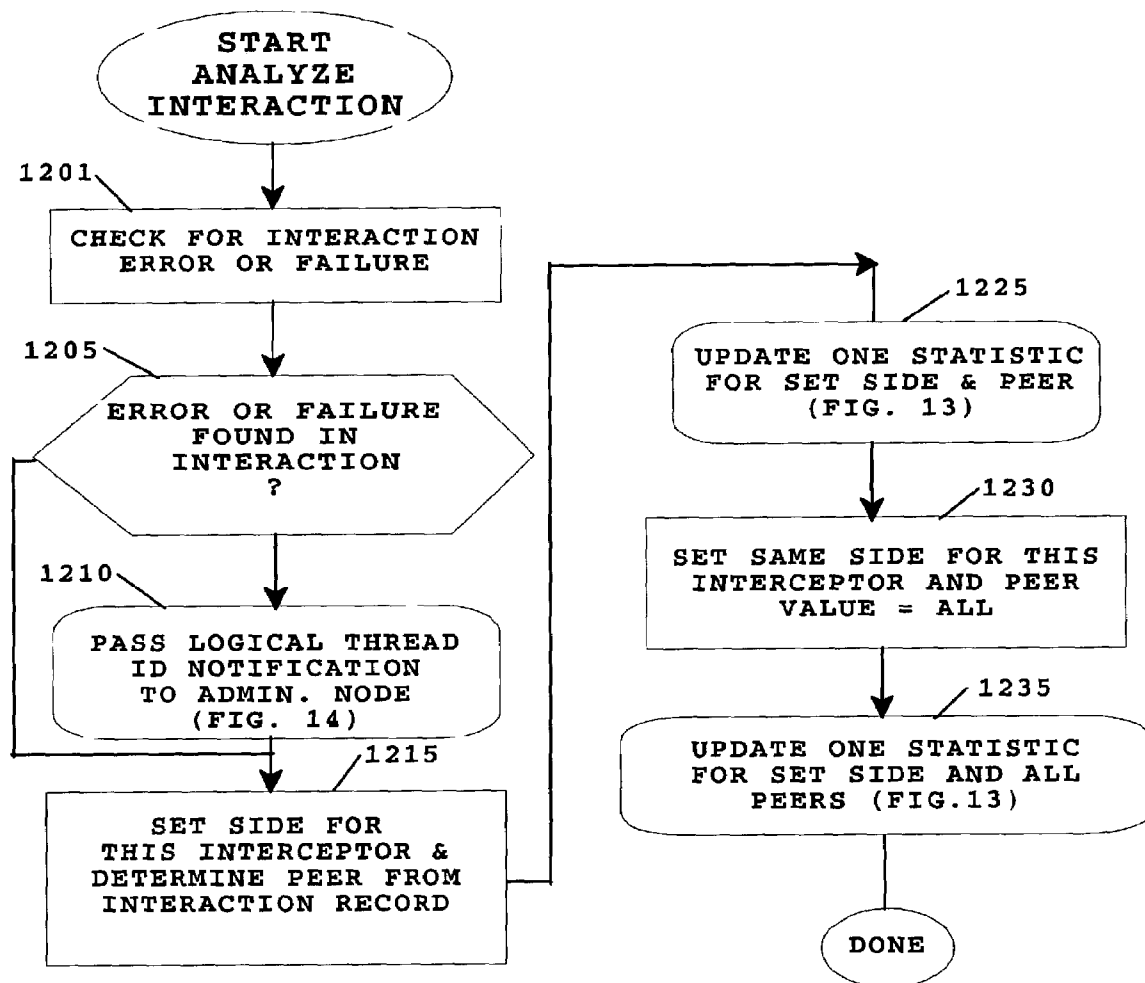 START
ANALYZE
INTERACTION
1201
CHECK FOR INTERACTION
ERROR OR FAILURE
1205
ERROR OR FAILURE
FOUND IN
INTERACTION
?
1210
PASS LOGICAL THREAD
ID NOTIFICATION
TO ADMIN. NODE
(FIG. 14)
1215
SET SIDE FOR
THIS INTERCEPTOR &
DETERMINE PEER FROM
INTERACTION RECORD
1225
UPDATE ONE STATISTIC
FOR SET SIDE & PEER
(FIG. 13)
1230
SET SAME SIDE FOR THIS
INTERCEPTOR AND PEER
VALUE = ALL
1235
UPDATE ONE STATISTIC
FOR SET SIDE AND ALL
PEERS (FIG.13)
DONE